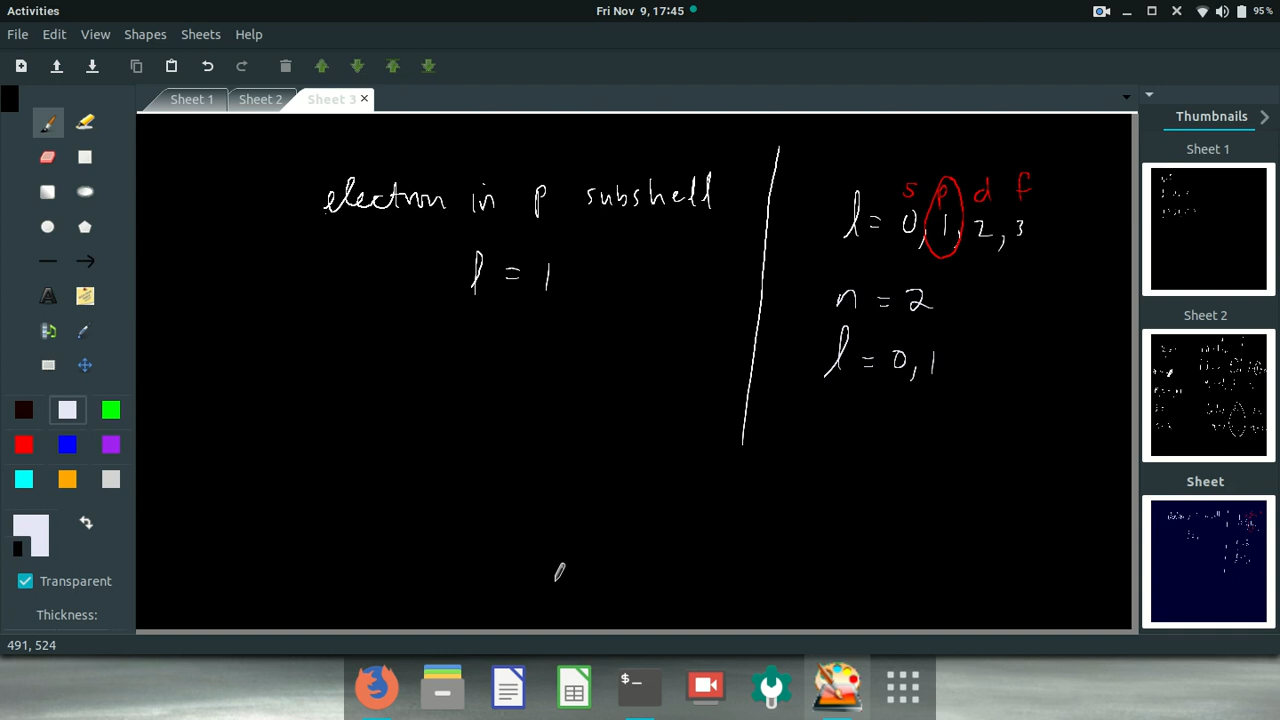 Activities
Fri Nov 9, 17:45
95%
File Edit View Shapes Sheets Help
Sheet 1 Sheet 2 Sheet 3
electron in p subshell
l = 1
s p d f
l = 0, 1, 2, 3
n = 2
l = 0, 1
Thumbnails
Sheet 1
Sheet 2
Sheet
Transparent
Thickness:
491, 524
$_